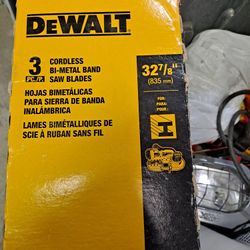 DEWALT
3
PC./PZ.
CORDLESS
BI-METAL BAND
SAW BLADES
HOJAS BIMETÁLICAS
PARA SIERRA DE BANDA
INALÁMBRICA
LAMES BIMÉTALLIQUES DE
SCIE À RUBAN SANS FIL
32 7/8"
(835 mm)
FOR:
PARA:
POUR: